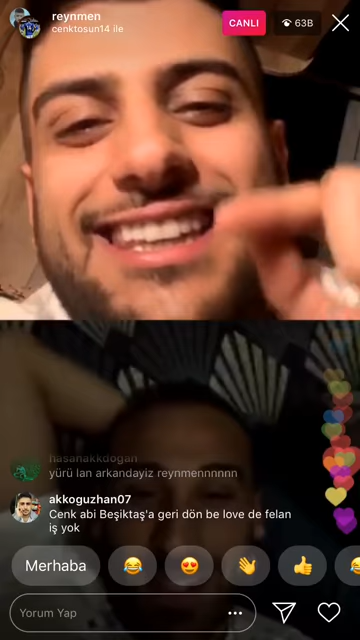 reynmen
cenktosun14 ile
CANLI
63B
hasanakkdogan
yürü lan arkandayiz reynmennnnnn
akkoguzhan07
Cenk abi Beşiktaş'a geri dön be love de felan
iş yok
Merhaba
Yorum Yap